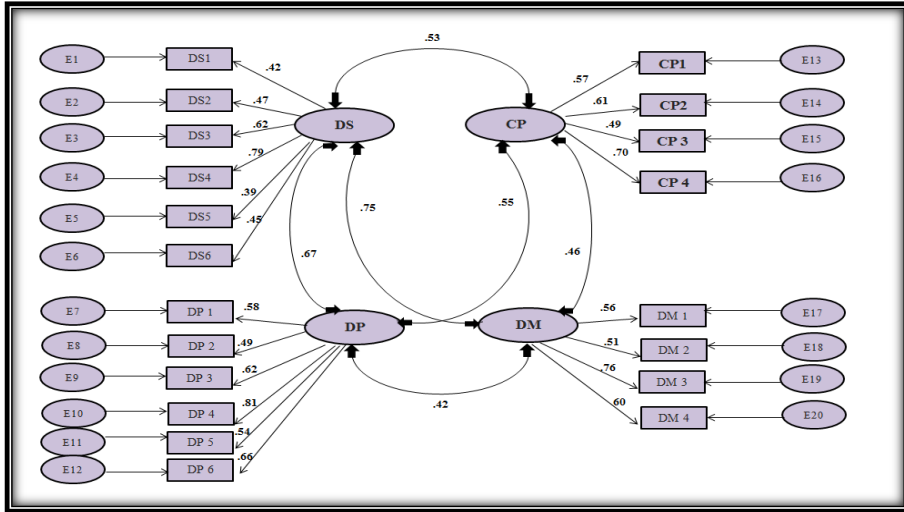 .53
E1
DS1
.42
E2
DS2
.47
E3
DS3
.62
E4
DS4
.79
E5
DS5
.39
E6
DS6
.45
DS
CP
.57
CP1
E13
.61
CP2
E14
.49
CP 3
E15
.70
CP 4
E16
.75
.55
.67
.46
E7
DP 1
.58
E8
DP 2
.49
E9
DP 3
.62
E10
DP 4
.81
E11
DP 5
.54
E12
DP 6
.66
DP
DM
.56
DM 1
E17
.51
DM 2
E18
.76
DM 3
E19
.60
DM 4
E20
.42